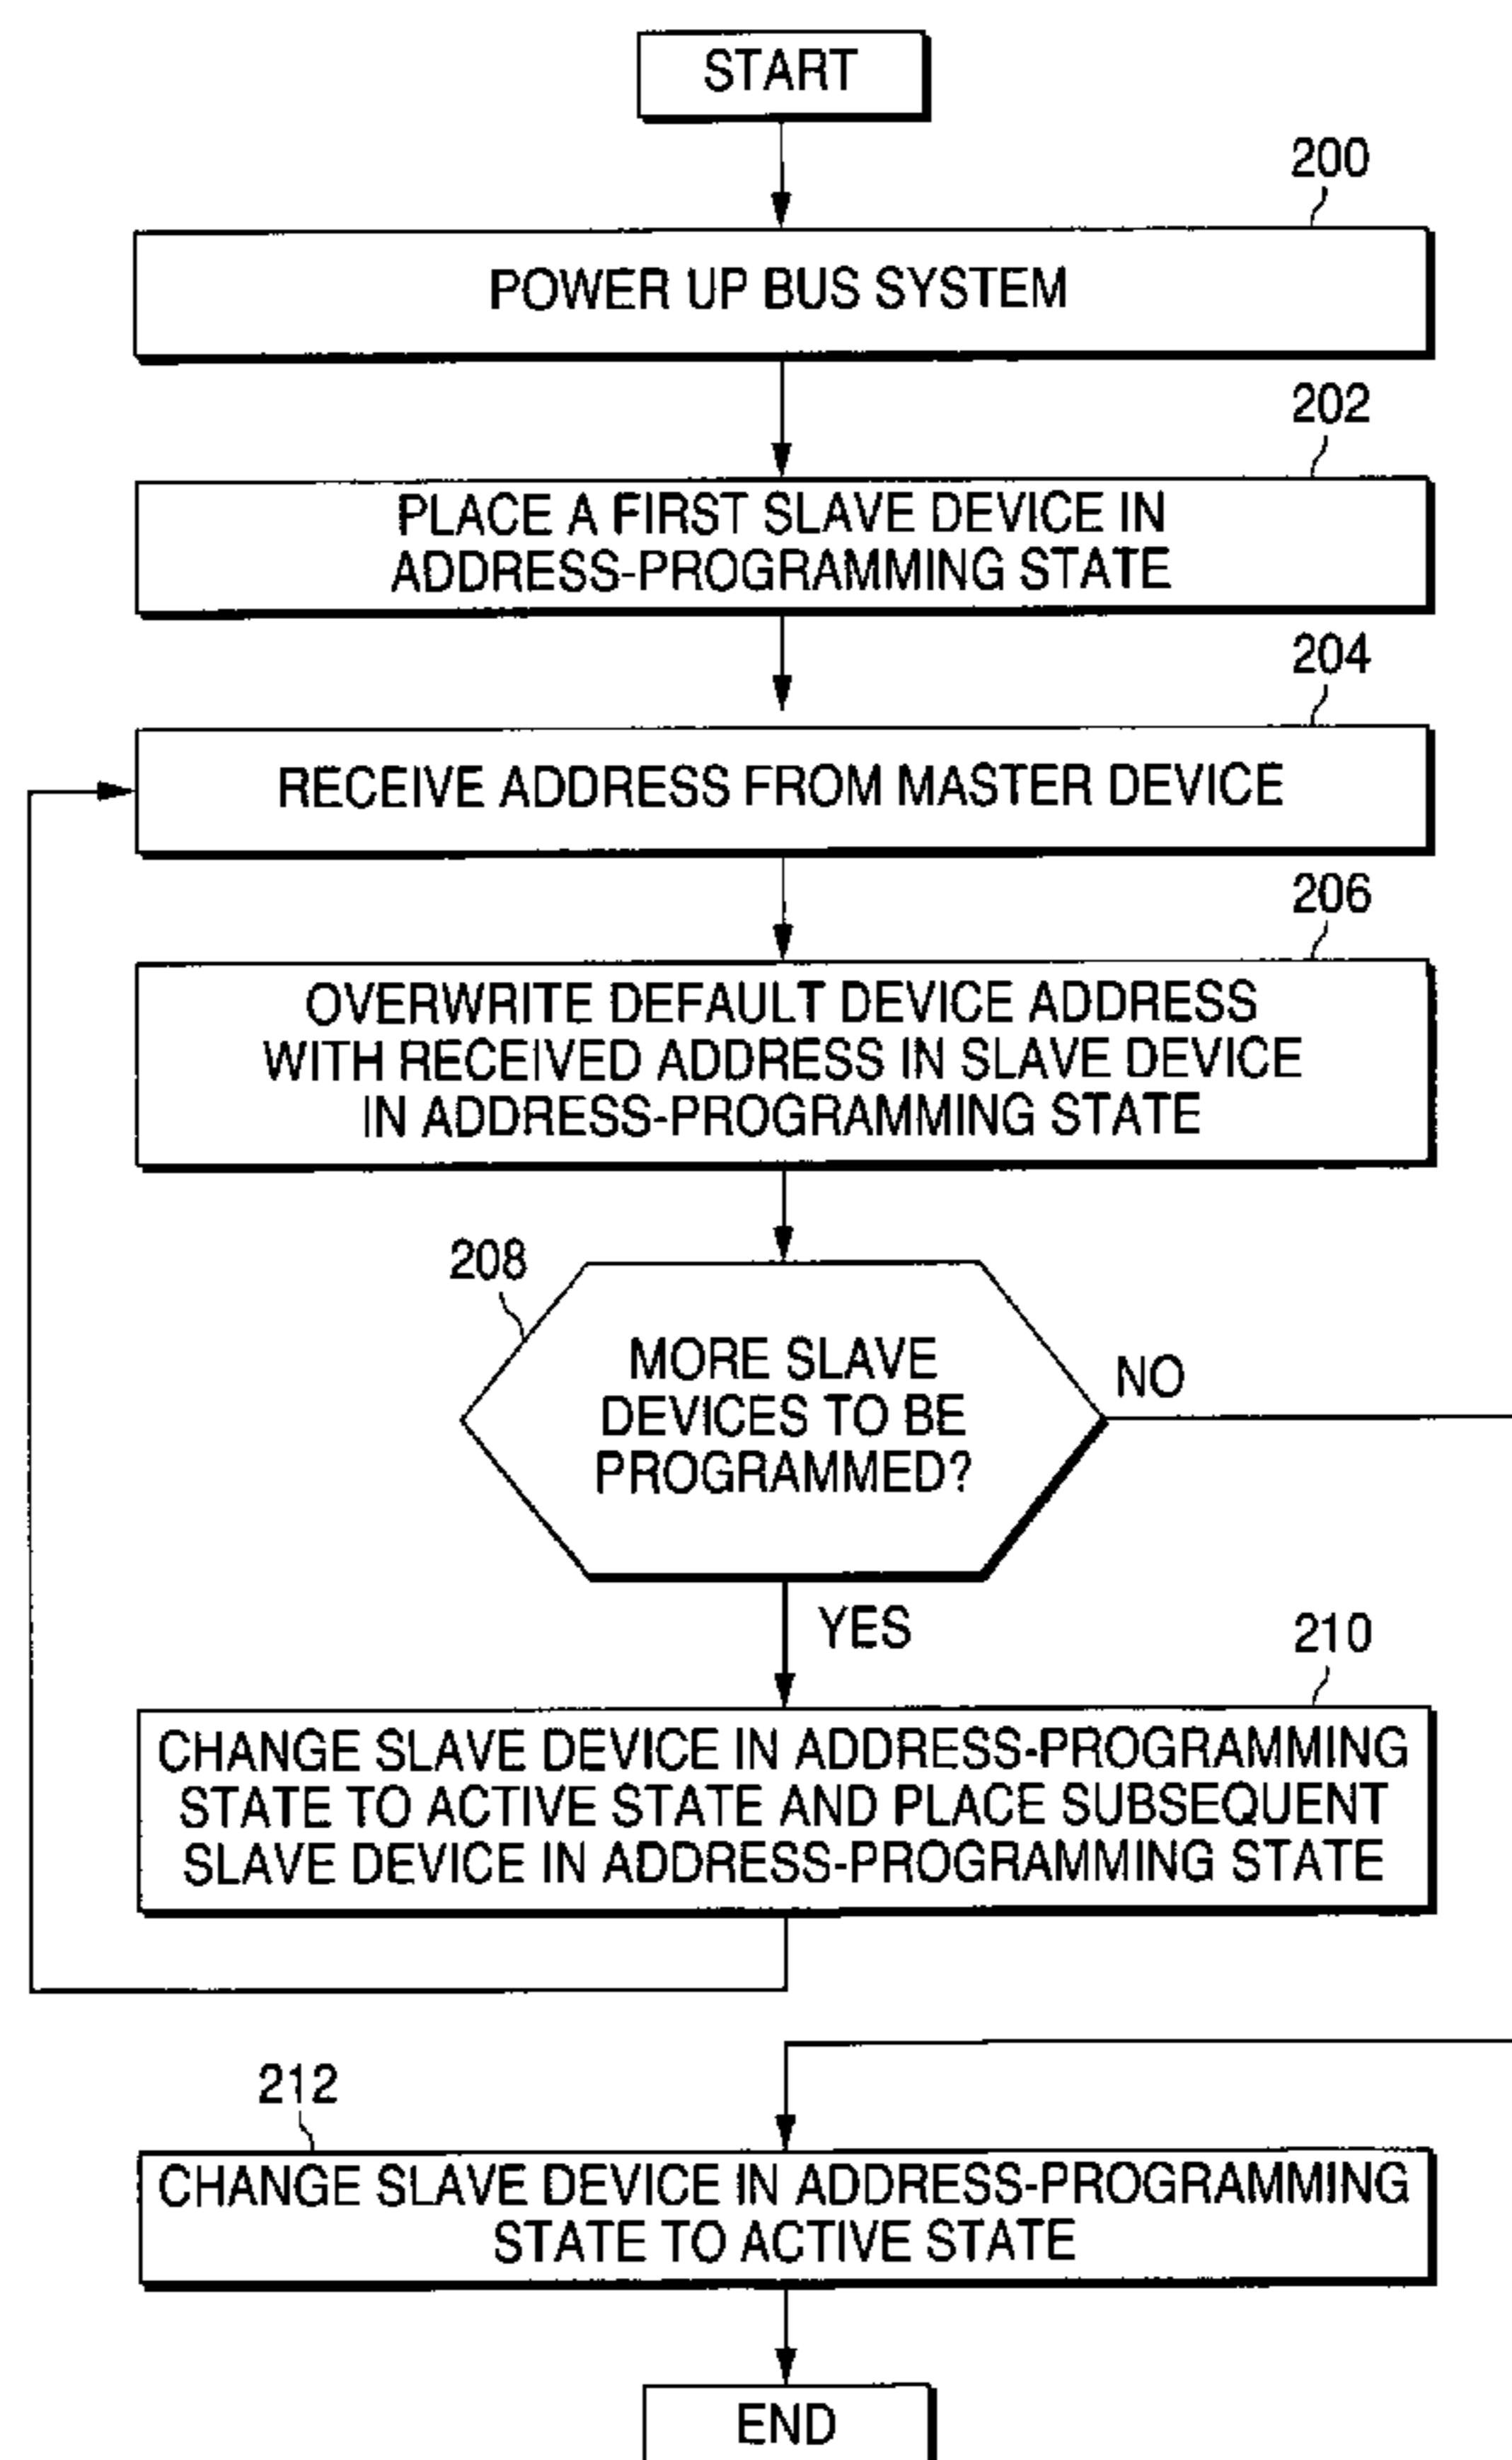 START
200
POWER UP BUS SYSTEM
202
PLACE A FIRST SLAVE DEVICE IN
ADDRESS-PROGRAMMING STATE
204
RECEIVE ADDRESS FROM MASTER DEVICE
206
OVERWRITE DEFAULT DEVICE ADDRESS
WITH RECEIVED ADDRESS IN SLAVE DEVICE
IN ADDRESS-PROGRAMMING STATE
208
MORE SLAVE
DEVICES TO BE
PROGRAMMED?
NO
YES
210
CHANGE SLAVE DEVICE IN ADDRESS-PROGRAMMING
STATE TO ACTIVE STATE AND PLACE SUBSEQUENT
SLAVE DEVICE IN ADDRESS-PROGRAMMING STATE
212
CHANGE SLAVE DEVICE IN ADDRESS-PROGRAMMING
STATE TO ACTIVE STATE
END